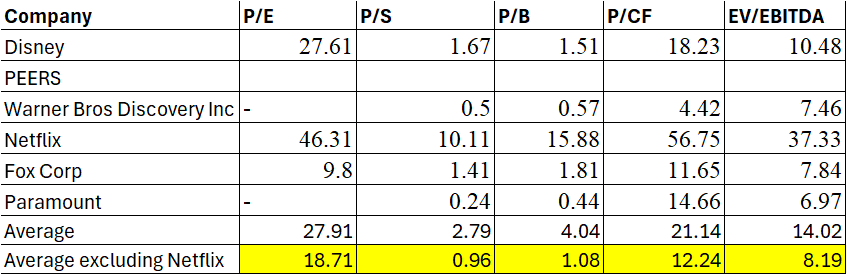 Company P/E P/S P/B P/CF EV/EBITDA
Disney 27.61 1.67 1.51 18.23 10.48
PEERS
Warner Bros Discovery Inc - 0.5 0.57 4.42 7.46
Netflix 46.31 10.11 15.88 56.75 37.33
Fox Corp 9.8 1.41 1.81 11.65 7.84
Paramount - 0.24 0.44 14.66 6.97
Average 27.91 2.79 4.04 21.14 14.02
Average excluding Netflix 18.71 0.96 1.08 12.24 8.19